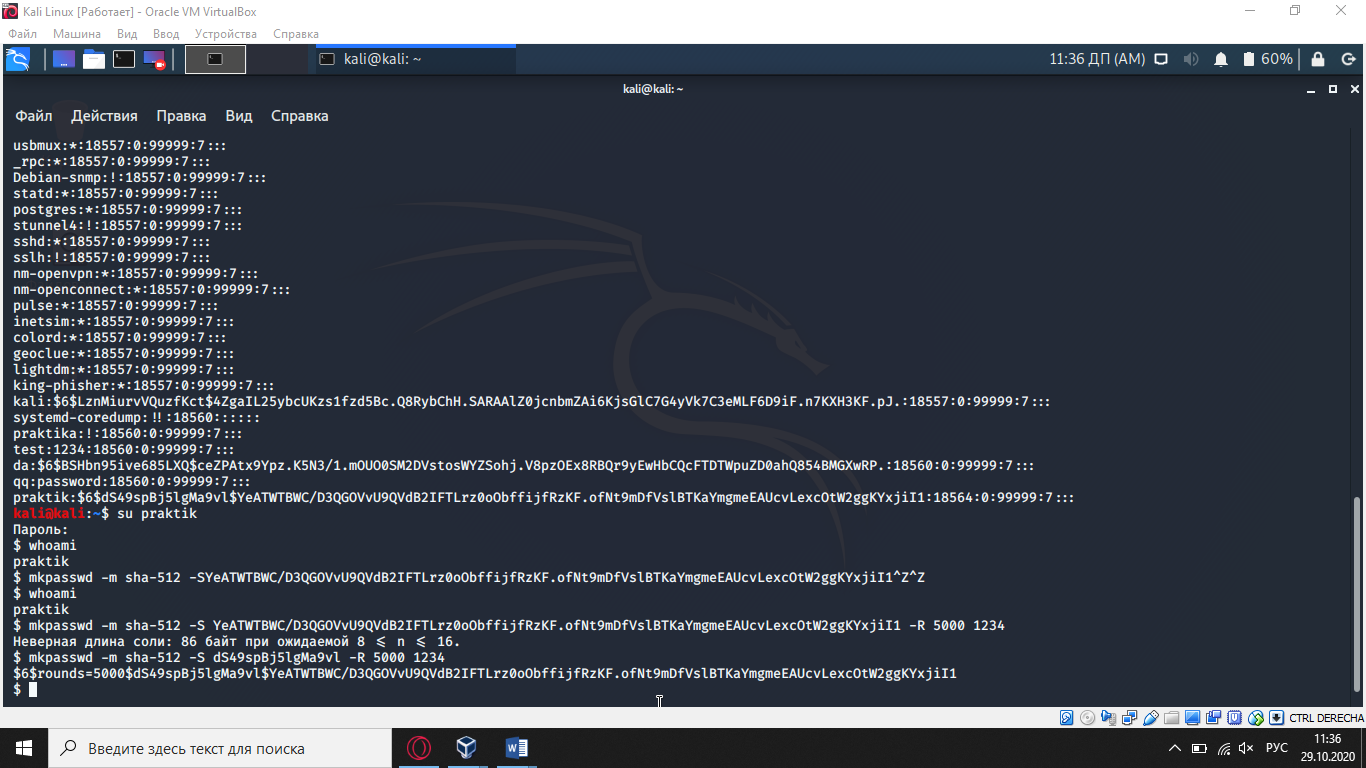 Kali Linux [Работает] - Oracle VM VirtualBox
Файл Машина Вид Ввод Устройства Справка
kali@kali: ~
11:36 ДП (AM) 60%
kali@kali: ~
Файл Действия Правка Вид Справка
usbmux:*:18557:0:99999:7:::
_rpc:*:18557:0:99999:7:::
Debian-snmp:!:18557:0:99999:7:::
statd:*:18557:0:99999:7:::
postgres:*:18557:0:99999:7:::
stunnel4:!:18557:0:99999:7:::
sshd:*:18557:0:99999:7:::
sslh:!:18557:0:99999:7:::
nm-openvpn:*:18557:0:99999:7:::
nm-openconnect:*:18557:0:99999:7:::
pulse:*:18557:0:99999:7:::
inetsim:*:18557:0:99999:7:::
colord:*:18557:0:99999:7:::
geoclue:*:18557:0:99999:7:::
lightdm:*:18557:0:99999:7:::
king-phisher:*:18557:0:99999:7:::
kali:$6$LznMiurvVQuzfKct$4ZgaIL25ybcUKzs1fzd5Bc.Q8RybChH.SARAAlZ0jcnbmZAi6KjsGlC7G4yVk7C3eMLF6D9iF.n7KXH3KF.pJ.:18557:0:99999:7:::
systemd-coredump:!!:18560::::::
praktika:!:18560:0:99999:7:::
test:1234:18560:0:99999:7:::
da:$6$BSHbn95ive685LXQ$ceZPAtx9Ypz.K5N3/1.mOUO0SM2DVstosWYZSohj.V8pzOEx8RBQr9yEwHbCQcFTDTWpuZD0ahQ854BMGXwRP.:18560:0:99999:7:::
qq:password:18560:0:99999:7:::
praktik:$6$dS49spBj5lgMa9vl$YeATWTBWC/D3QGOVvU9QVdB2IFTLrz0oObffijfRzKF.ofNt9mDfVslBTKaYmgmeEAUcvLexcOtW2ggKYxjiI1:18564:0:99999:7:::
kali@kali:~$ su praktik
Пароль:
$ whoami
praktik
$ mkpasswd -m sha-512 -SYeATWTBWC/D3QGOVvU9QVdB2IFTLrz0oObffijfRzKF.ofNt9mDfVslBTKaYmgmeEAUcvLexcOtW2ggKYxjiI1^Z^Z
$ whoami
praktik
$ mkpasswd -m sha-512 -S YeATWTBWC/D3QGOVvU9QVdB2IFTLrz0oObffijfRzKF.ofNt9mDfVslBTKaYmgmeEAUcvLexcOtW2ggKYxjiI1 -R 5000 1234
Неверная длина соли: 86 байт при ожидаемой 8 <= n <= 16.
$ mkpasswd -m sha-512 -S dS49spBj5lgMa9vl -R 5000 1234
$6$rounds=5000$dS49spBj5lgMa9vl$YeATWTBWC/D3QGOVvU9QVdB2IFTLrz0oObffijfRzKF.ofNt9mDfVslBTKaYmgmeEAUcvLexcOtW2ggKYxjiI1
$
CTRL DERECHA
Введите здесь текст для поиска
РУС
11:36
29.10.2020